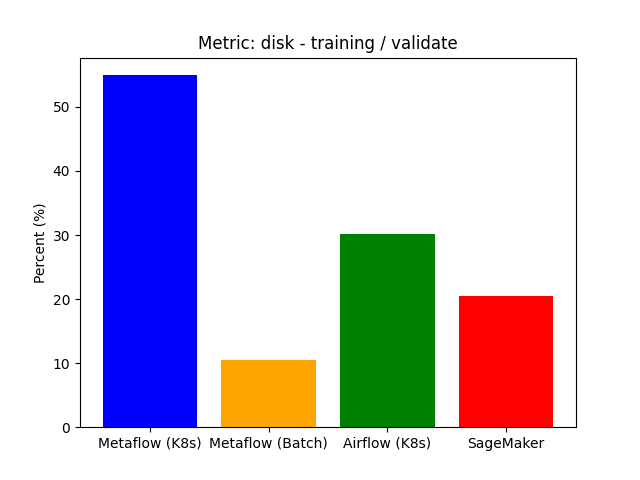 Metric: disk - training / validate
Percent (%)
50
40
30
20
10
0
Metaflow (K8s) Metaflow (Batch) Airflow (K8s) SageMaker